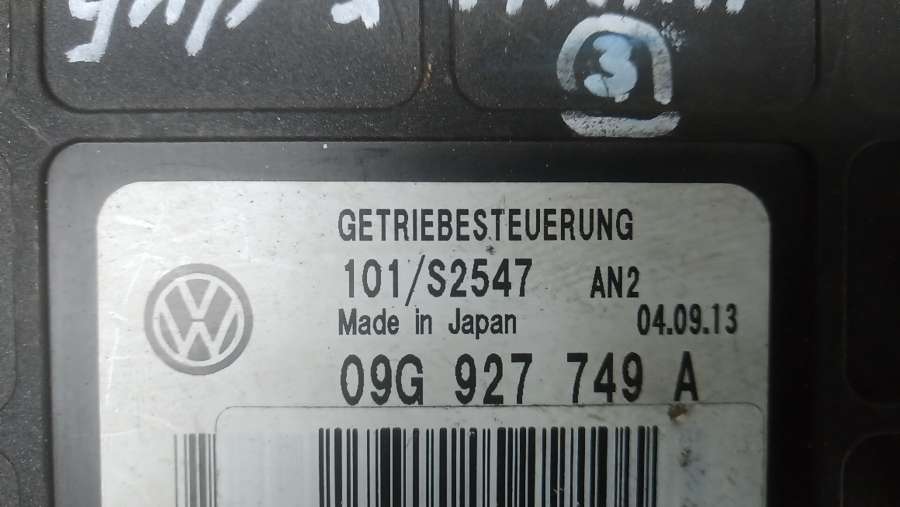 3
GETRIEBESTEUERUNG
101/S2547 AN2
Made in Japan 04.09.13
09G 927 749 A